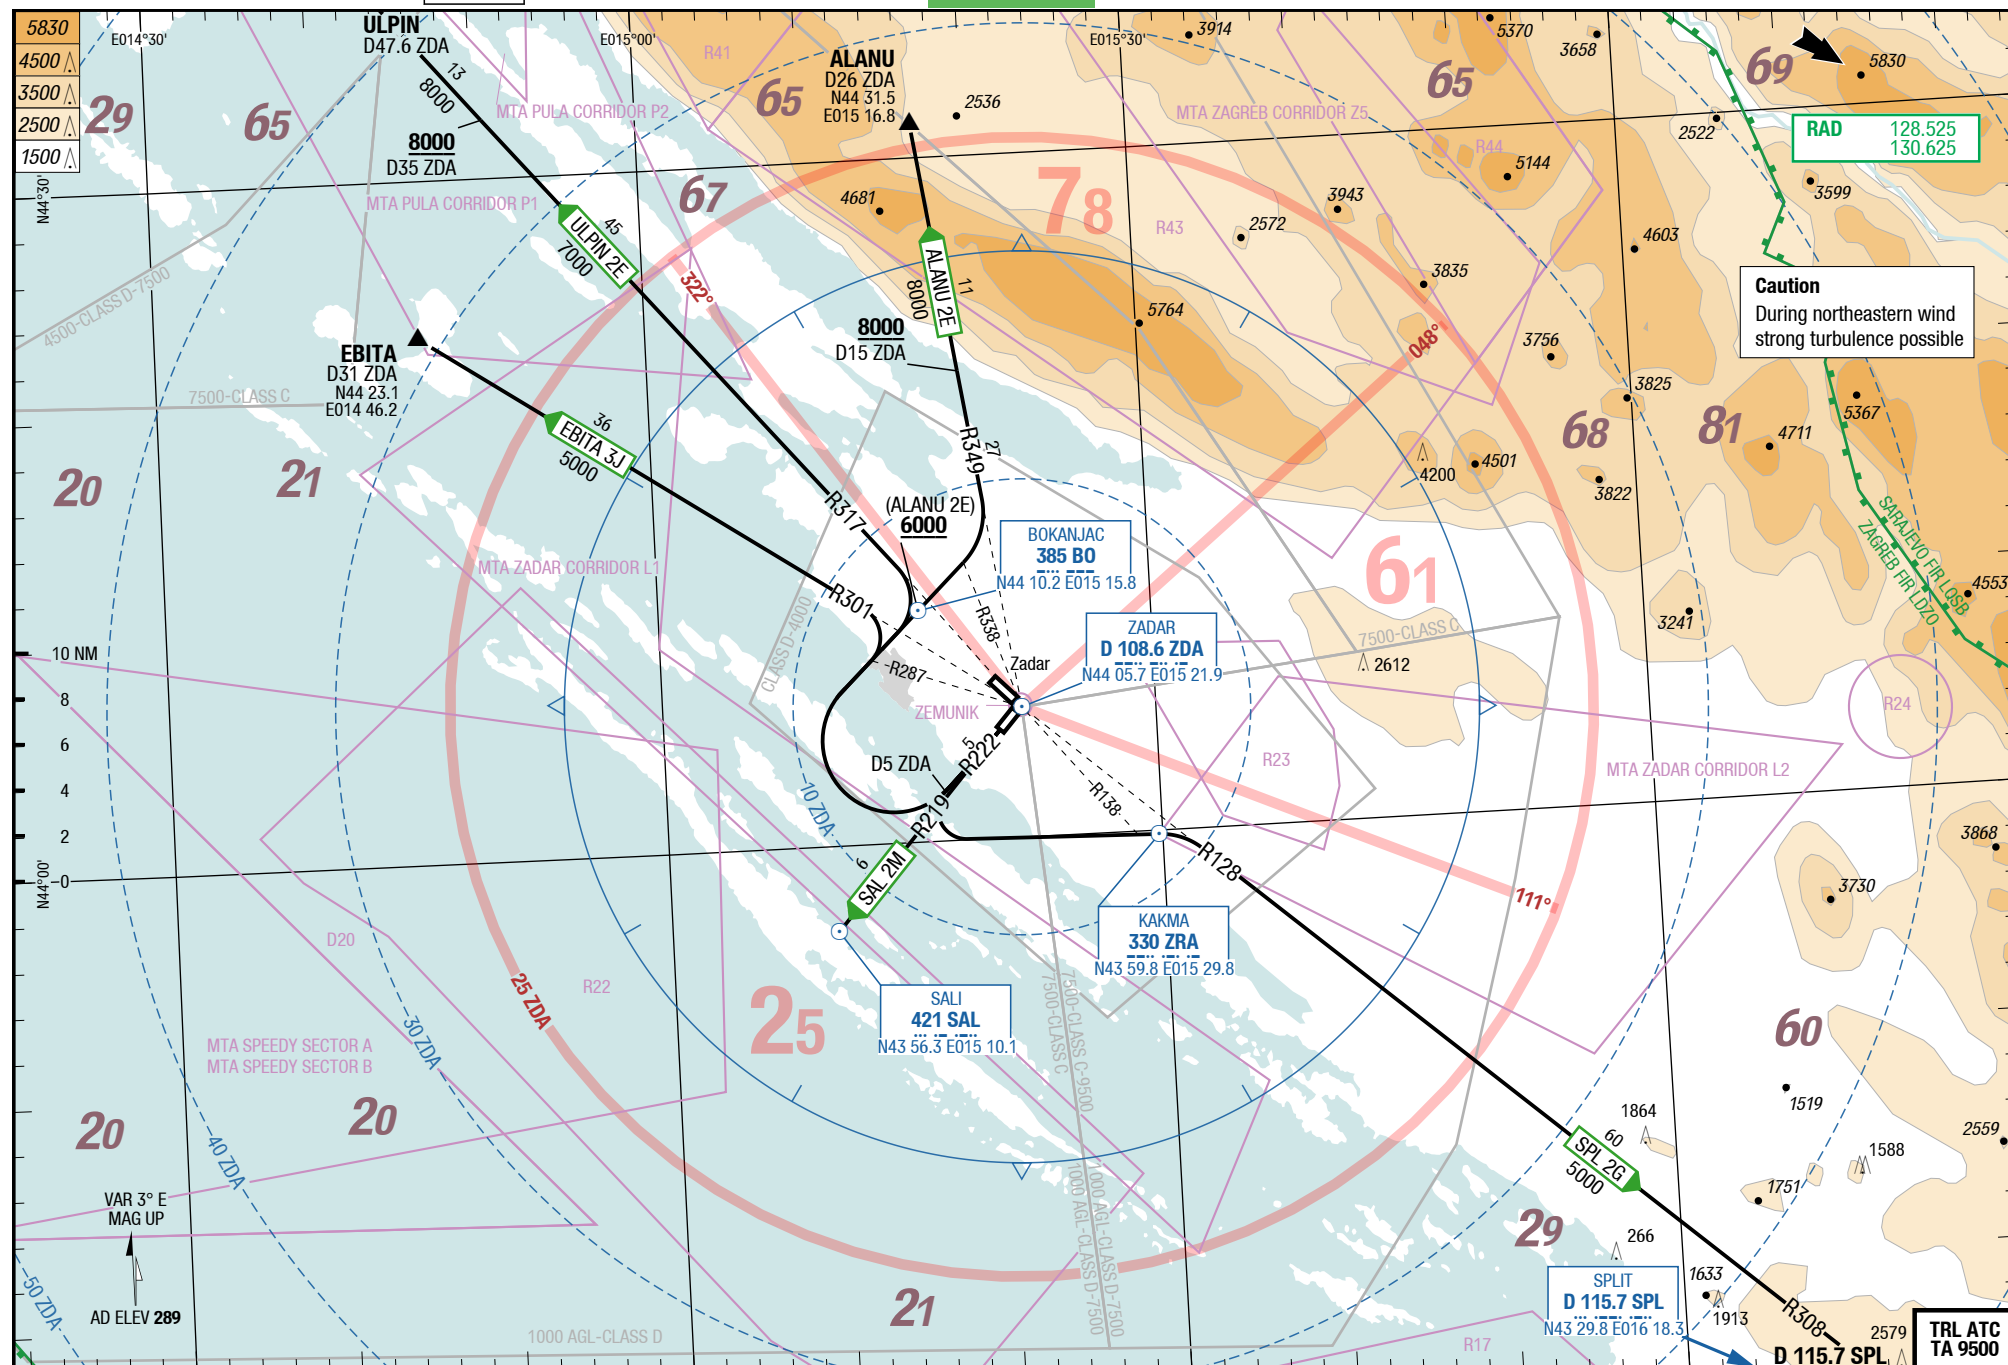 5830
4500
3500
2500
1500
E014°30'
ULPIN
D47.6 ZDA
13
8000
8000
D35 ZDA
E015°00'
E015°30'
R41
ALANU
D26 ZDA
N44 31.5
E015 16.8
2536
3914
5370
3658
5830
29
65
65
65
69
MTA PULA CORRIDOR P2
MTA ZAGREB CORRIDOR Z5
2522
RAD 128.525
130.625
N44°30'
MTA PULA CORRIDOR P1
67
4681
78
R44
5144
3943
2572
R43
3599
4603
45
ULPIN 2E
7000
322°
ALANU 2E
11
8000
3835
5764
048°
3756
Caution
During northeastern wind
strong turbulence possible
4500-CLASS D-7500
8000
D15 ZDA
EBITA
D31 ZDA
N44 23.1
E014 46.2
7500-CLASS C
36
EBITA 3J
5000
3825
5367
68
81
4711
R349
27
4200
4501
3822
20
21
R317
(ALANU 2E)
6000
BOKANJAC
385 BO
N44 10.2 E015 15.8
SARAJEVO FIR LQSB
ZAGREB FIR LDZO
4553
MTA ZADAR CORRIDOR L1
61
R301
R338
CLASS D-4000
3241
ZADAR
D 108.6 ZDA
N44 05.7 E015 21.9
7500-CLASS C
2612
10 NM
8
6
4
2
0
R287
Zadar
ZEMUNIK
R24
R23
MTA ZADAR CORRIDOR L2
D5 ZDA
5
R222
R138
10 ZDA
R219
6
SAL 2M
R128
3868
3730
N44°00'
111°
KAKMA
330 ZRA
N43 59.8 E015 29.8
D20
R22
25 ZDA
25
SALI
421 SAL
N43 56.3 E015 10.1
7500-CLASS C-9500
7500-CLASS C
60
MTA SPEEDY SECTOR A
MTA SPEEDY SECTOR B
30 ZDA
20
20
1519
1864
2559
60
SPL 2G
5000
1588
1751
40 ZDA
VAR 3° E
MAG UP
1000 AGL-CLASS D-7500
1000 AGL-CLASS D-7500
29
266
AD ELEV 289
50 ZDA
21
SPLIT
D 115.7 SPL
N43 29.8 E016 18.3
1633
1913
R308
1000 AGL-CLASS D
R17
D 115.7 SPL
2579
TRL ATC
TA 9500